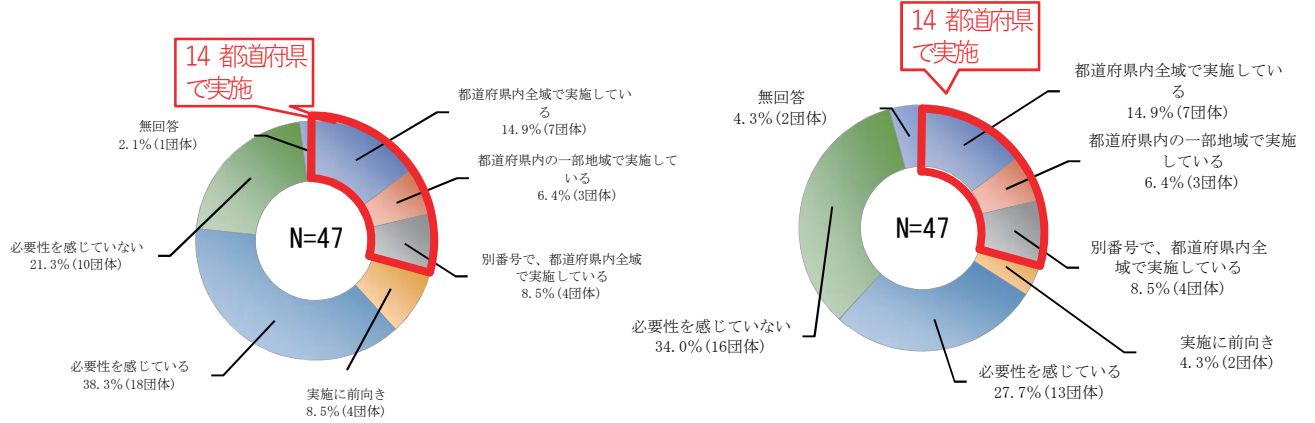 14 都道府県
で実施
都道府県内全域で実施してい
る
14.9%(7団体)
都道府県内の一部地域で実施して
いる
6.4%(3団体)
別番号で、都道府県内全域
で実施している
8.5%(4団体)
実施に前向き
8.5%(4団体)
必要性を感じている
38.3%(18団体)
必要性を感じていない
21.3%(10団体)
無回答
2.1%(1団体)
N=47
14 都道府県
で実施
都道府県内全域で実施してい
る
14.9%(7団体)
都道府県内の一部地域で実施
している
6.4%(3団体)
別番号で、都道府県内全
域で実施している
8.5%(4団体)
実施に前向き
4.3%(2団体)
必要性を感じている
27.7%(13団体)
必要性を感じていない
34.0%(16団体)
無回答
4.3%(2団体)
N=47